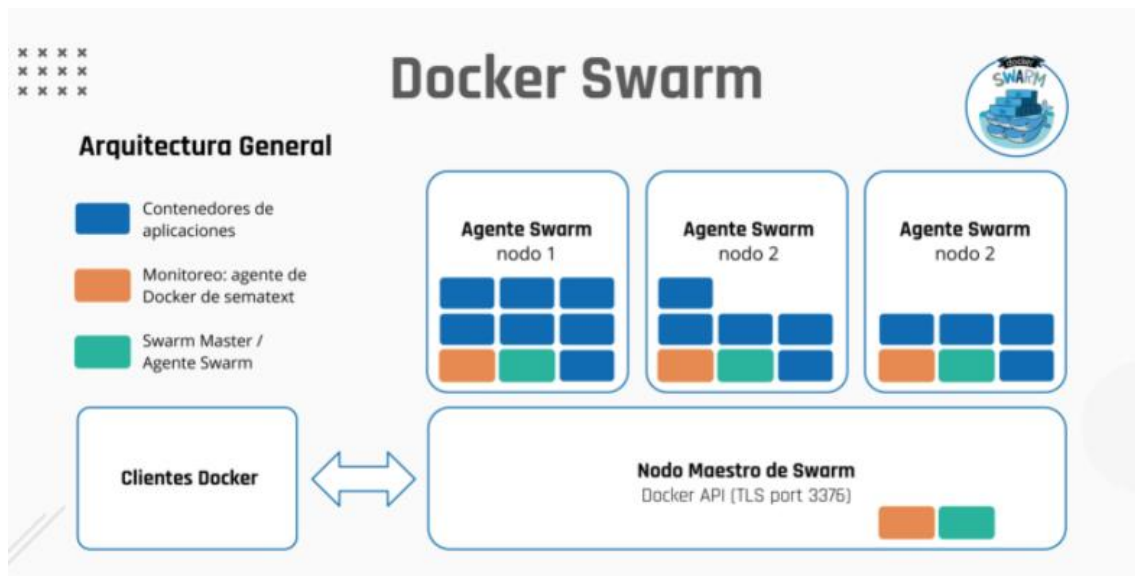 Docker Swarm
docker
SWARM
Arquitectura General
Contenedores de
aplicaciones
Monitoreo: agente de
Docker de sematext
Swarm Master /
Agente Swarm
Agente Swarm
nodo 1
Agente Swarm
nodo 2
Agente Swarm
nodo 2
Clientes Docker
Nodo Maestro de Swarm
Docker API (TLS port 3376)